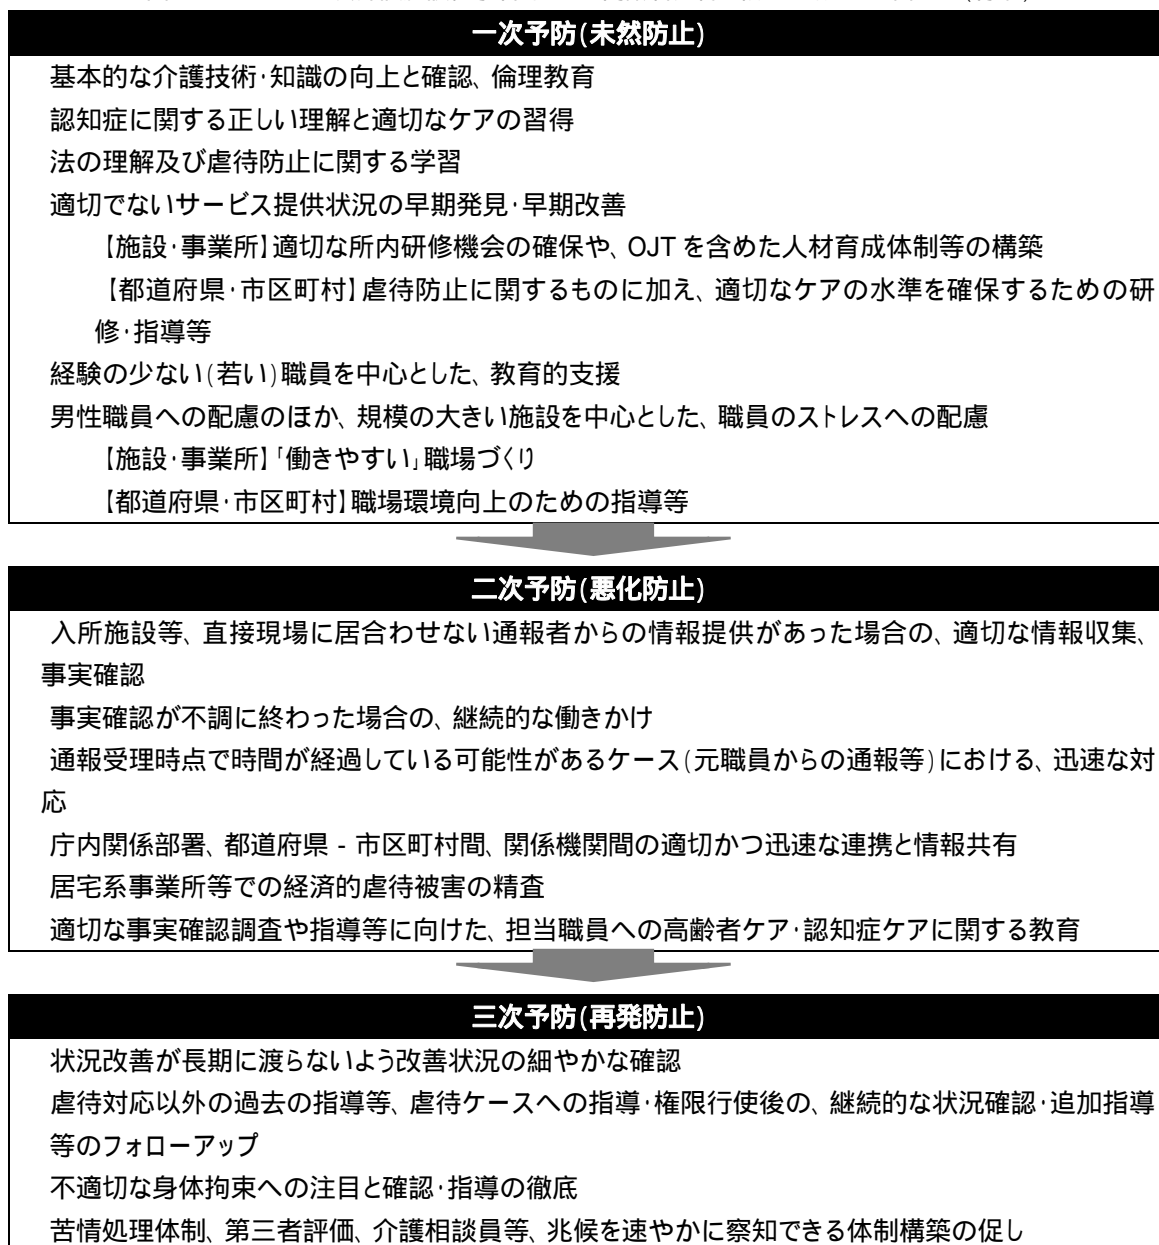 一次予防(未然防止)
基本的な介護技術・知識の向上と確認、倫理教育
認知症に関する正しい理解と適切なケアの習得
法の理解及び虐待防止に関する学習
適切でないサービス提供状況の早期発見・早期改善
【施設・事業所】適切な所内研修機会の確保や、OJT を含めた人材育成体制等の構築
【都道府県・市区町村】虐待防止に関するものに加え、適切なケアの水準を確保するための研
修・指導等
経験の少ない(若い)職員を中心とした、教育的支援
男性職員への配慮のほか、規模の大きい施設を中心とした、職員のストレスへの配慮
【施設・事業所】「働きやすい」職場づくり
【都道府県・市区町村】職場環境向上のための指導等
二次予防(悪化防止)
入所施設等、直接現場に居合わせない通報者からの情報提供があった場合の、適切な情報収集、
事実確認
事実確認が不調に終わった場合の、継続的な働きかけ
通報受理時点で時間が経過している可能性があるケース(元職員からの通報等)における、迅速な対
応
庁内関係部署、都道府県 - 市区町村間、関係機関間の適切かつ迅速な連携と情報共有
居宅系事業所等での経済的虐待被害の精査
適切な事実確認調査や指導等に向けた、担当職員への高齢者ケア・認知症ケアに関する教育
三次予防(再発防止)
状況改善が長期に渡らないよう改善状況の細やかな確認
虐待対応以外の過去の指導等、虐待ケースへの指導・権限行使後の、継続的な状況確認・追加指導
等のフォローアップ
不適切な身体拘束への注目と確認・指導の徹底
苦情処理体制、第三者評価、介護相談員等、兆候を速やかに察知できる体制構築の促し